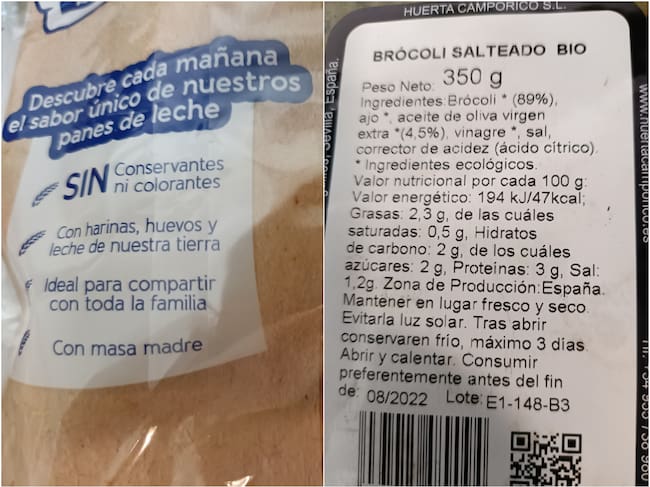 Descubre cada mañana
el sabor único de nuestros
panes de leche
SIN Conservantes
ni colorantes
Con harinas, huevos y
leche de nuestra tierra
Ideal para compartir
con toda la familia
Con masa madre
HUERTA CAMPORICO S.L.
BRÓCOLI SALTEADO BIO
Peso Neto: 350 g
Ingredientes:Brócoli * (89%),
ajo *, aceite de oliva virgen
extra *(4,5%), vinagre *, sal,
corrector de acidez (ácido cítrico).
* Ingredientes ecológicos.
Valor nutricional por cada 100 g:
Valor energético: 194 kJ/47kcal;
Grasas: 2,3 g, de las cuáles
saturadas: 0,5 g, Hidratos
de carbono: 2 g, de los cuáles
azúcares: 2 g, Proteínas: 3 g, Sal:
1,2g. Zona de Producción:España.
Mantener en lugar fresco y seco.
Evitarla luz solar. Tras abrir
conservaren frío, máximo 3 días.
Abrir y calentar. Consumir
preferentemente antes del fin
de: 08/2022 Lote: E1-148-B3
Sevilla, España.
www.huertacamporico.es